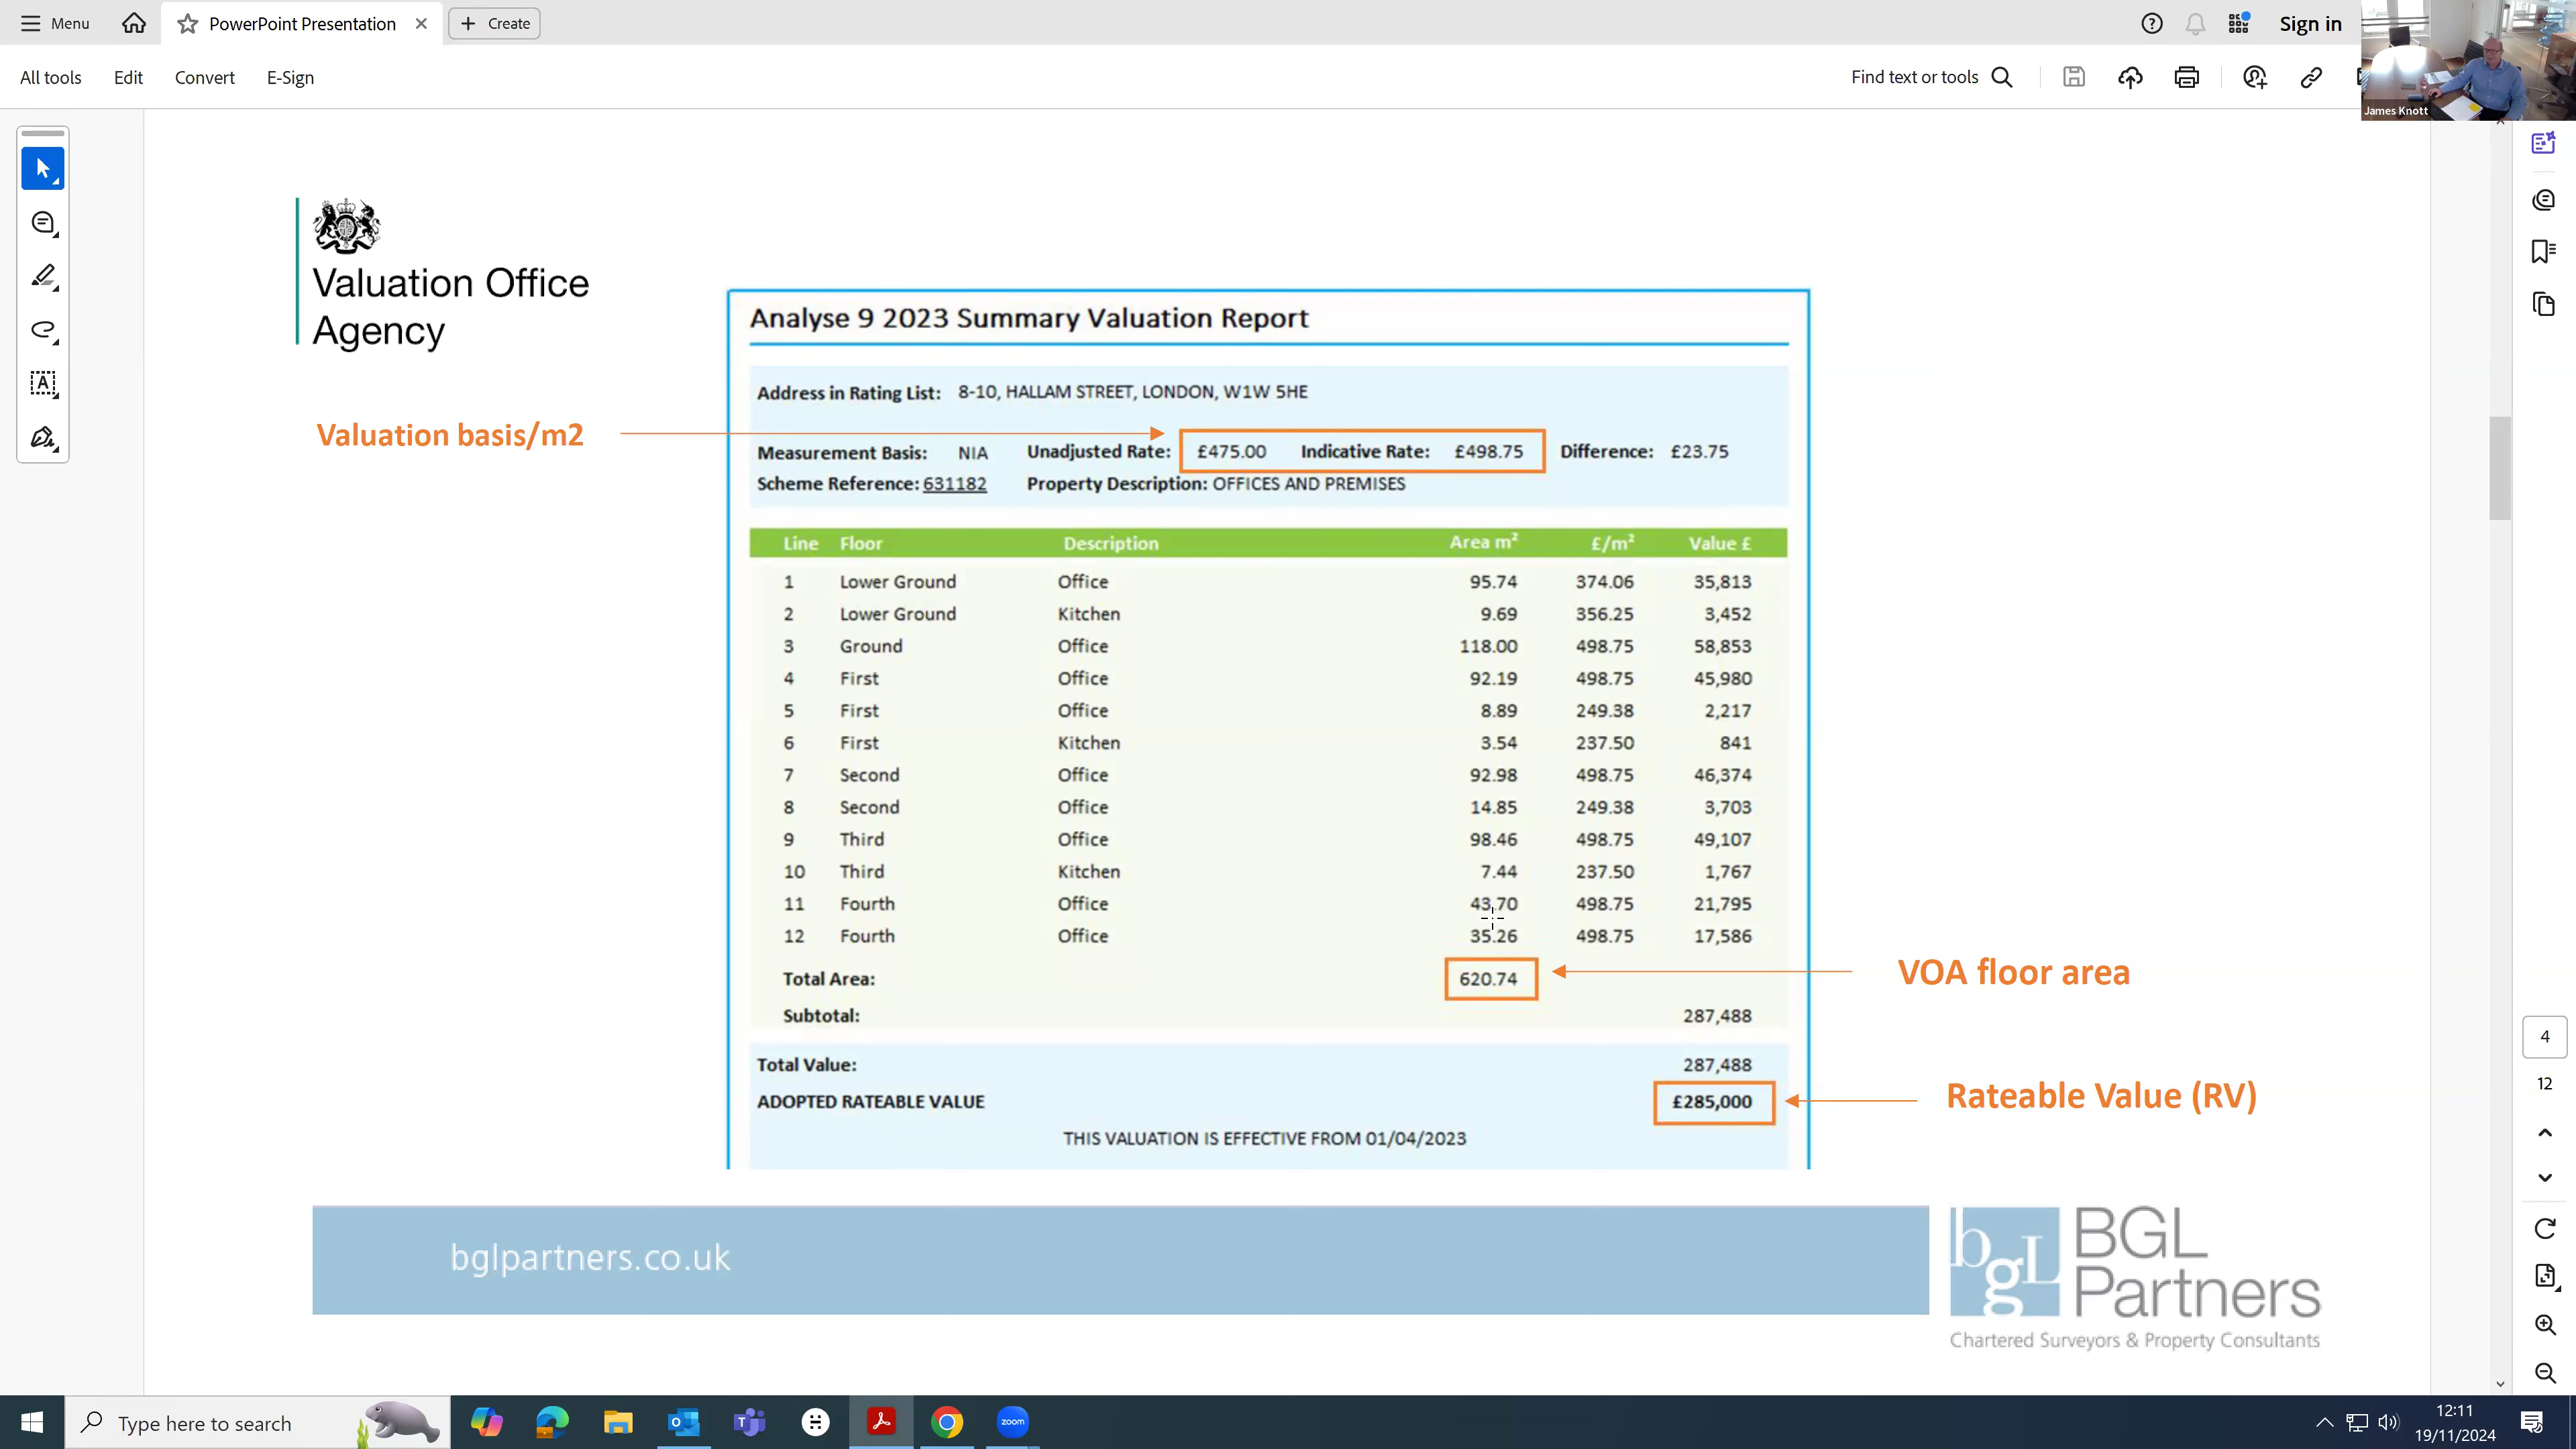 Menu
PowerPoint Presentation
Create
Sign in
All tools
Edit
Convert
E-Sign
Find text or tools
James Knott
Valuation Office
Agency
Valuation basis/m2
Analyse 9 2023 Summary Valuation Report
Address in Rating List: 8-10, HALLAM STREET, LONDON, W1W 5HE
Measurement Basis: NIA Unadjusted Rate: £475.00 Indicative Rate: £498.75 Difference: £23.75
Scheme Reference: 631182 Property Description: OFFICES AND PREMISES
Line Floor Description Area m² £/m² Value £
1 Lower Ground Office 95.74 374.06 35,813
2 Lower Ground Kitchen 9.69 356.25 3,452
3 Ground Office 118.00 498.75 58,853
4 First Office 92.19 498.75 45,980
5 First Office 8.89 249.38 2,217
6 First Kitchen 3.54 237.50 841
7 Second Office 92.98 498.75 46,374
8 Second Office 14.85 249.38 3,703
9 Third Office 98.46 498.75 49,107
10 Third Kitchen 7.44 237.50 1,767
11 Fourth Office 43.70 498.75 21,795
12 Fourth Office 35.26 498.75 17,586
Total Area: 620.74
VOA floor area
Subtotal: 287,488
Total Value: 287,488
ADOPTED RATEABLE VALUE £285,000
Rateable Value (RV)
THIS VALUATION IS EFFECTIVE FROM 01/04/2023
4
12
bglpartners.co.uk
bgL
BGL
Partners
Chartered Surveyors & Property Consultants
Type here to search
zoom
12:11
19/11/2024